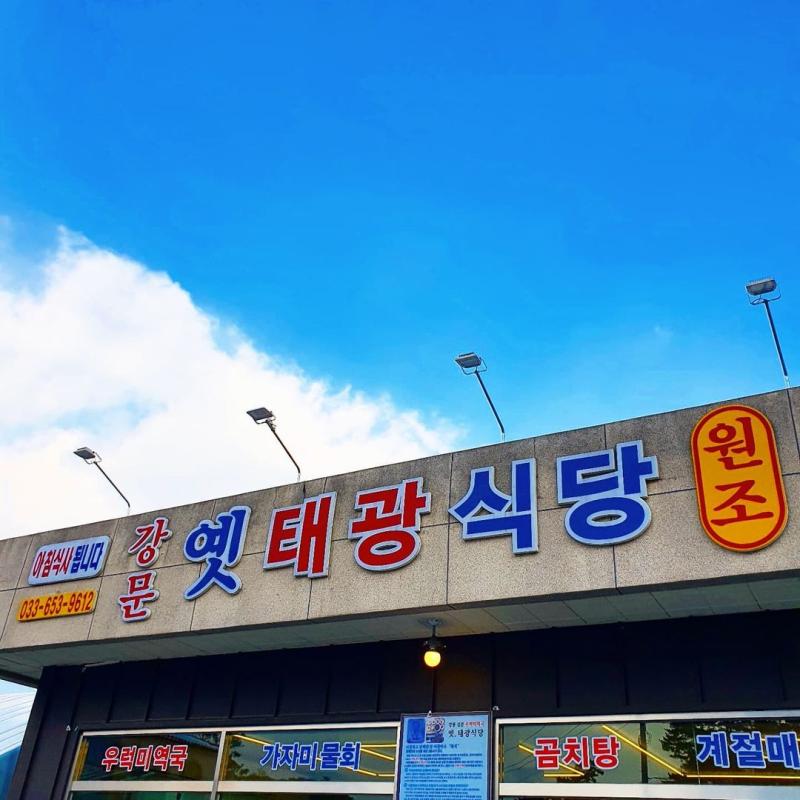 아침식사됩니다
033-653-9612
강문
옛태광식당
원조
우럭미역국
가자미물회
옛.태광식당
곰치탕
계절메